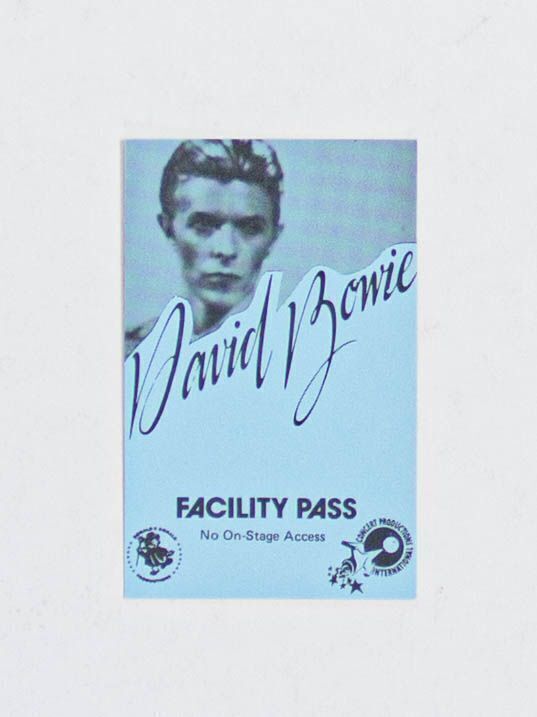 David Bowie
FACILITY PASS
No On-Stage Access
CONCERT PRODUCTIONS
INTERNATIONAL